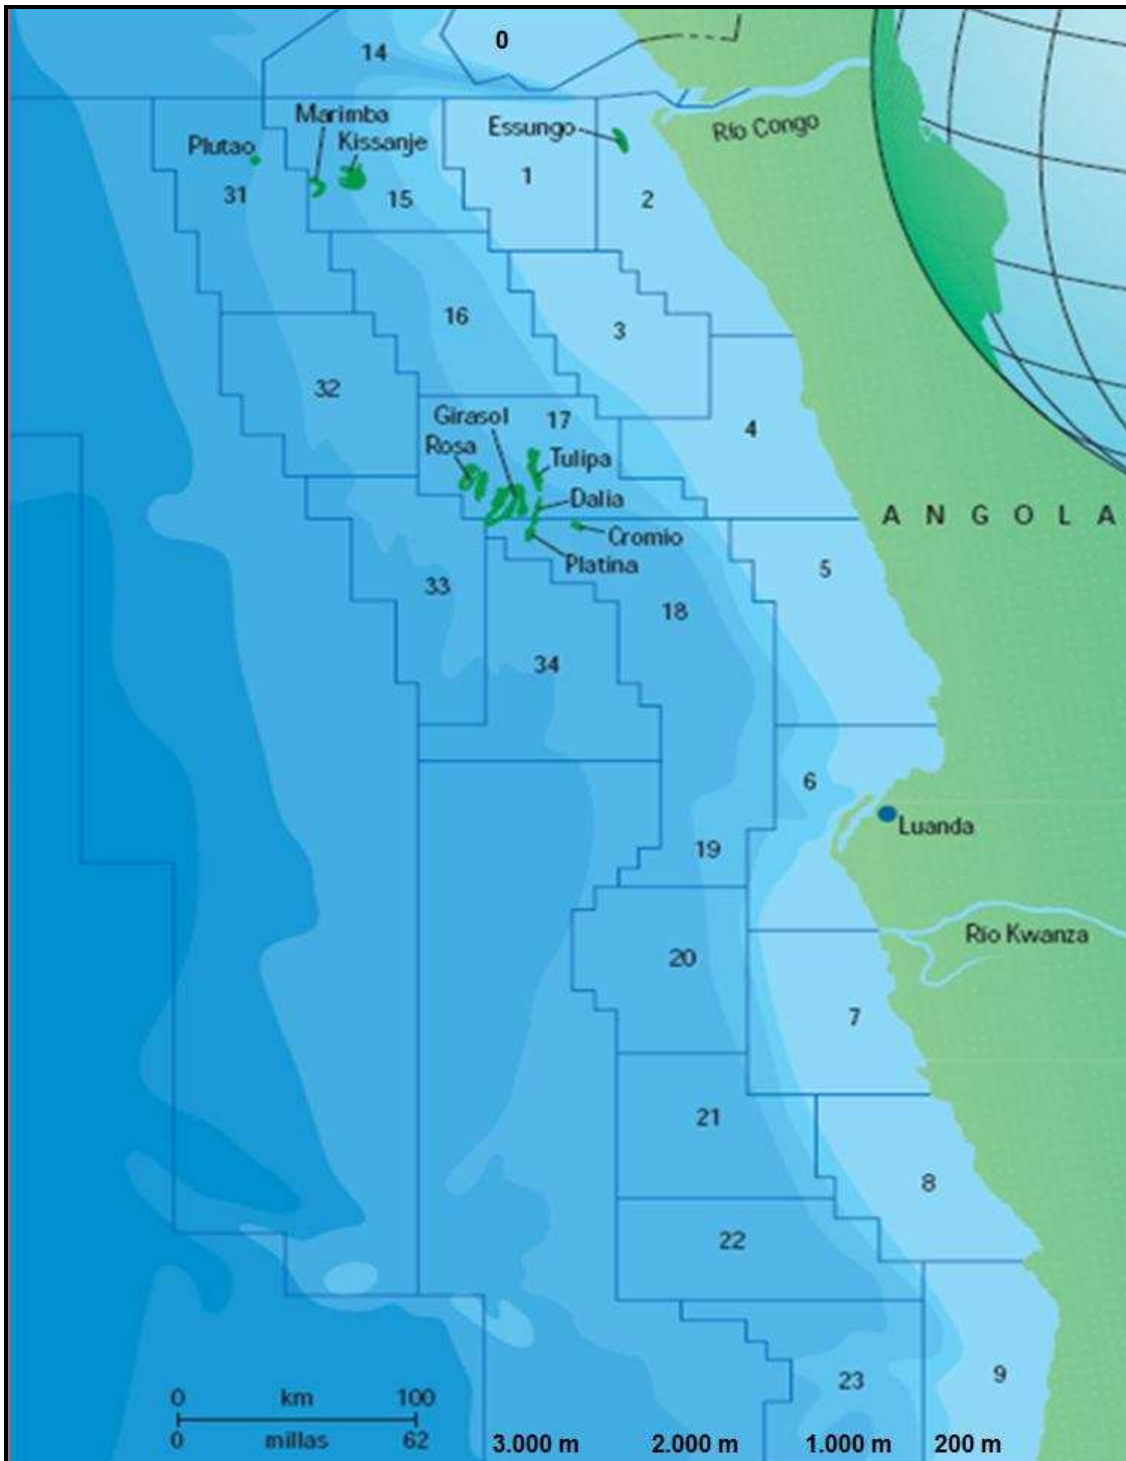 0
14
Marimba
Essungo
Río Congo
Plutao
Kissanje
1
31
15
2
16
3
32
Girasol
17
4
Rosa
Tulipa
Dalia
A N G O L A
Cromio
Platina
5
33
18
34
6
Luanda
19
Río Kwanza
20
7
21
8
22
9
23
0 km 100
0 millas 62
3.000 m 2.000 m 1.000 m 200 m